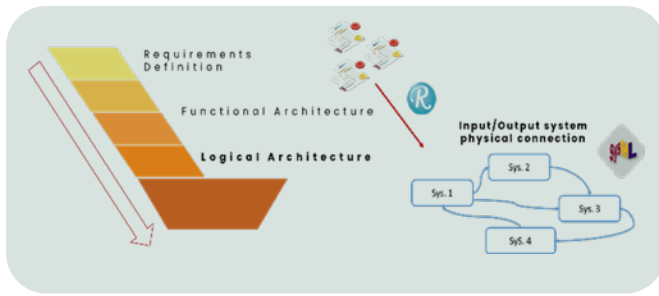 Requirements
Definition
Functional Architecture
Logical Architecture
R
Input/Output system
physical connection
SysML
Sys. 1
Sys. 2
Sys. 3
SyS. 4